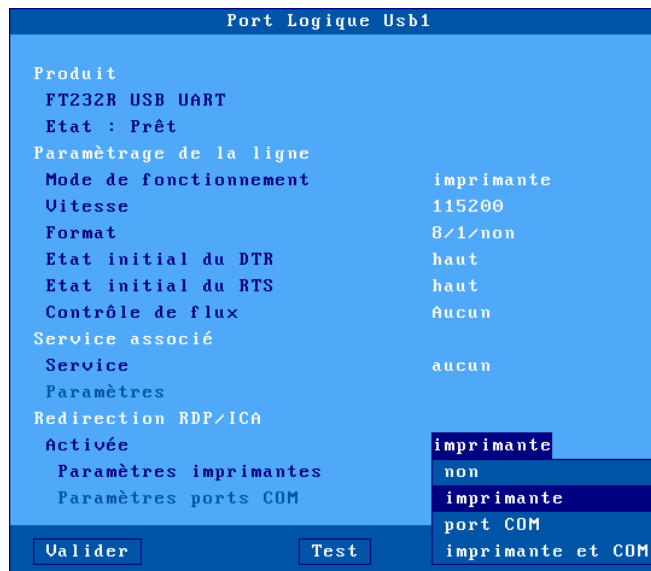 Port Logique Usb1
Produit
FT232R USB UART
Etat : Prêt
Paramètrage de la ligne
Mode de fonctionnement imprimante
Vitesse 115200
Format 8/1/non
Etat initial du DTR haut
Etat initial du RTS haut
Contrôle de flux Aucun
Service associé
Service aucun
Paramètres
Redirection RDP/ICA
Activée imprimante
Paramètres imprimantes non
Paramètres ports COM imprimante
port COM
Valider Test imprimante et COM